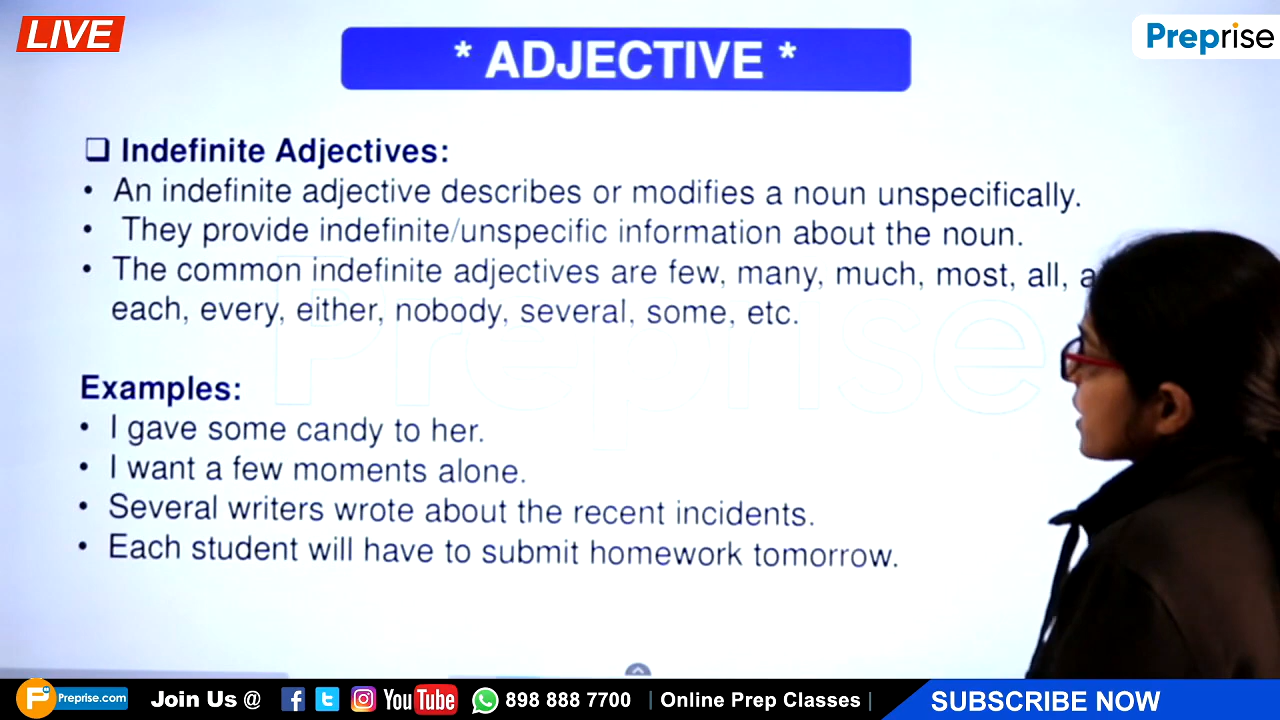 LIVE
Preprise
* ADJECTIVE *
❑ Indefinite Adjectives:
• An indefinite adjective describes or modifies a noun unspecifically.
• They provide indefinite/unspecific information about the noun.
• The common indefinite adjectives are few, many, much, most, all,
each, every, either, nobody, several, some, etc.
Preprise
Examples:
• I gave some candy to her.
• I want a few moments alone.
• Several writers wrote about the recent incidents.
• Each student will have to submit homework tomorrow.
Preprise.com Join Us @ YouTube 898 888 7700 | Online Prep Classes | SUBSCRIBE NOW